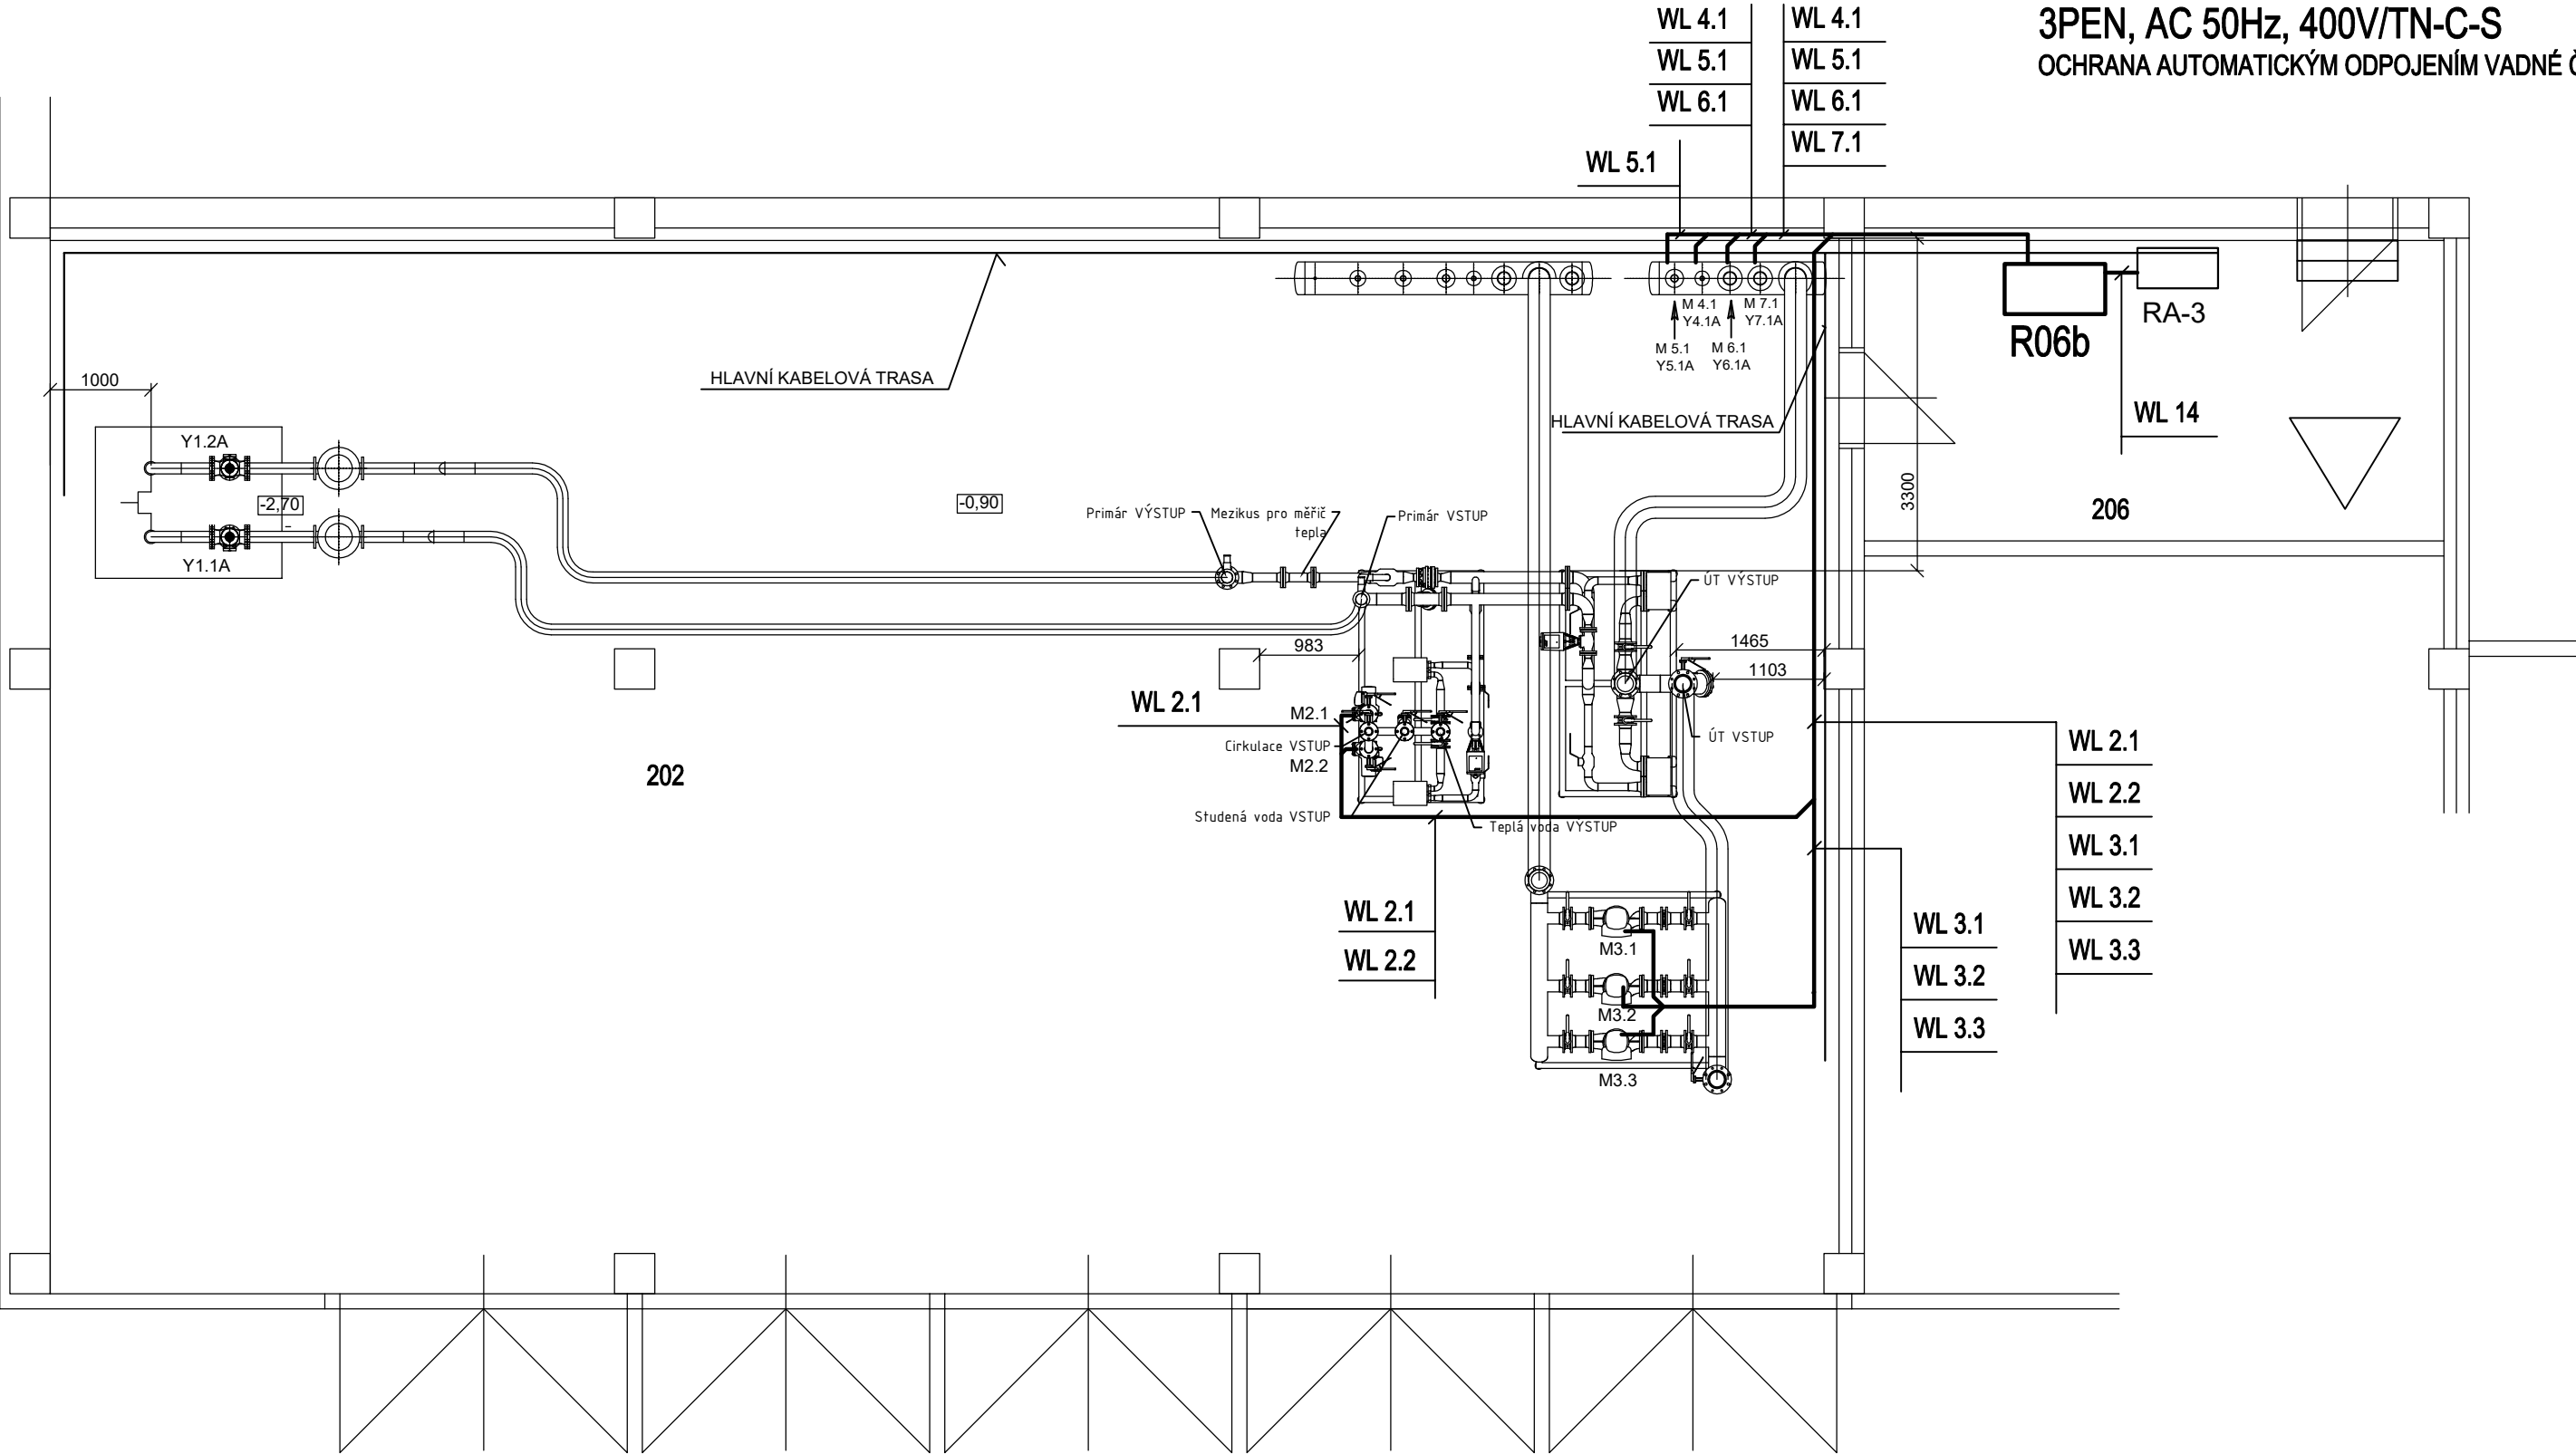 WL 4.1
WL 5.1
WL 6.1
WL 4.1
WL 5.1
WL 6.1
WL 7.1
WL 5.1
3PEN, AC 50Hz, 400V/TN-C-S
OCHRANA AUTOMATICKÝM ODPOJENÍM VADNÉ
M 4.1
Y4.1A
M 7.1
Y7.1A
M 5.1
Y5.1A
M 6.1
Y6.1A
RA-3
R06b
WL 14
HLAVNÍ KABELOVÁ TRASA
HLAVNÍ KABELOVÁ TRASA
1000
Y1.2A
-2,70
Y1.1A
-0,90
3300
206
Primár VÝSTUP
Mezikus pro měřič
tepla
Primár VSTUP
ÚT VÝSTUP
983
1465
1103
WL 2.1
M2.1
Cirkulace VSTUP
M2.2
ÚT VSTUP
202
Studená voda VSTUP
Teplá voda VÝSTUP
WL 2.1
WL 2.2
WL 3.1
WL 3.2
WL 3.3
WL 2.1
WL 2.2
M3.1
M3.2
M3.3
WL 3.1
WL 3.2
WL 3.3